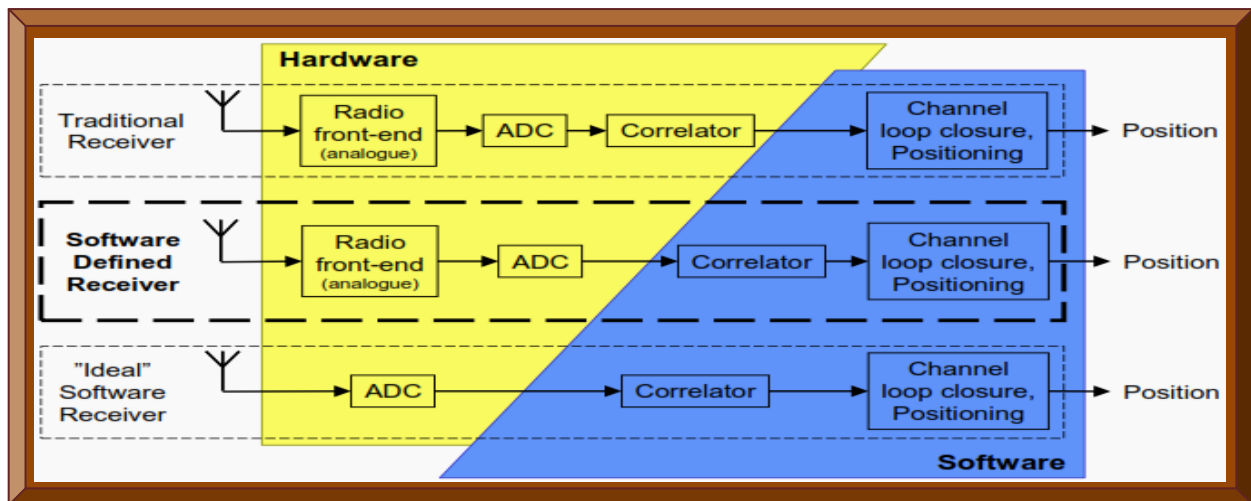 Hardware
Traditional
Receiver
Radio
front-end
(analogue)
ADC
Correlator
Channel
loop closure,
Positioning
Position
Software
Defined
Receiver
Radio
front-end
(analogue)
ADC
Correlator
Channel
loop closure,
Positioning
Position
"Ideal"
Software
Receiver
ADC
Correlator
Channel
loop closure,
Positioning
Position
Software